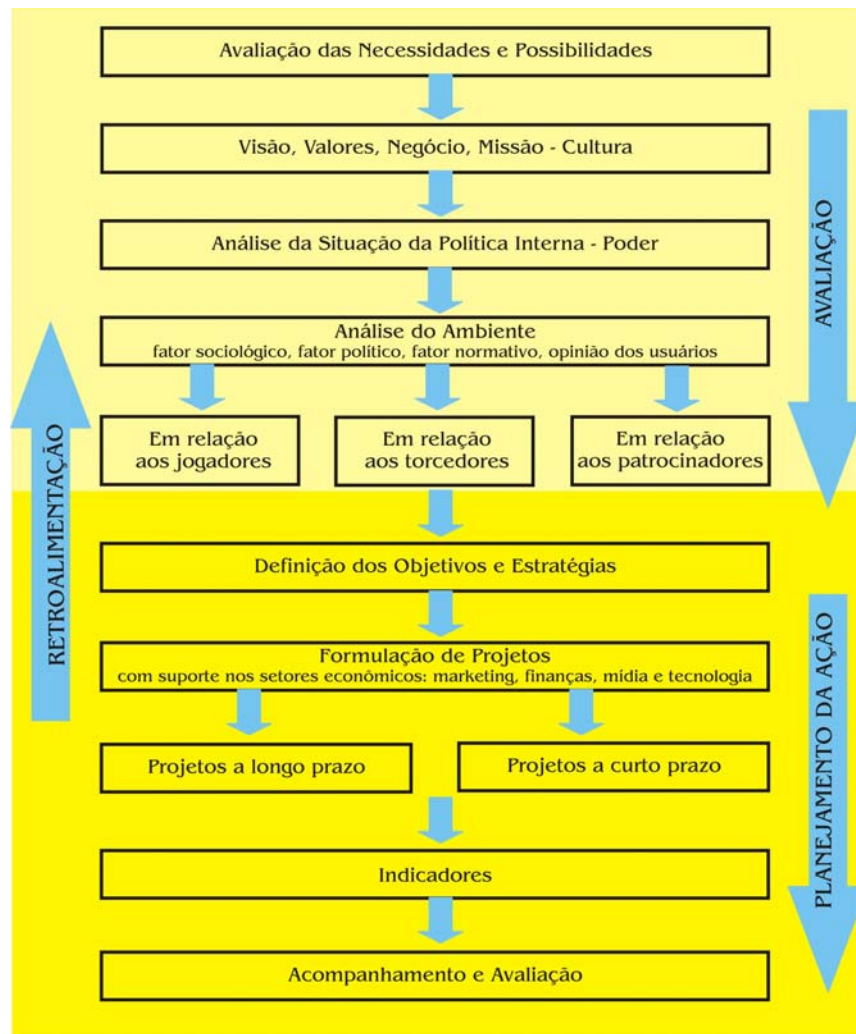 Avaliação das Necessidades e Possibilidades
Visão, Valores, Negócio, Missão - Cultura
Análise da Situação da Política Interna - Poder
Análise do Ambiente
fator sociológico, fator político, fator normativo, opinião dos usuários
Em relação
aos jogadores
Em relação
aos torcedores
Em relação
aos patrocinadores
AVALIAÇÃO
RETROALIMENTAÇÃO
Definição dos Objetivos e Estratégias
Formulação de Projetos
com suporte nos setores econômicos: marketing, finanças, mídia e tecnologia
Projetos a longo prazo
Projetos a curto prazo
Indicadores
Acompanhamento e Avaliação
PLANEJAMENTO DA AÇÃO